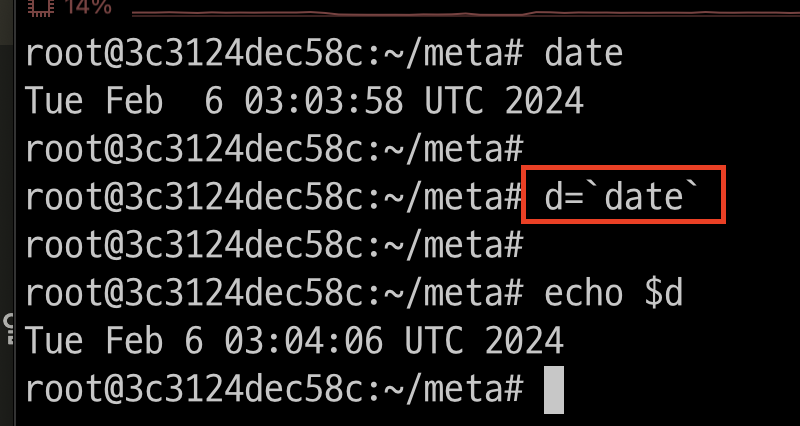 14%
root@3c3124dec58c:~/meta# date
Tue Feb  6 03:03:58 UTC 2024
root@3c3124dec58c:~/meta#
root@3c3124dec58c:~/meta# d=`date`
root@3c3124dec58c:~/meta#
root@3c3124dec58c:~/meta# echo $d
Tue Feb 6 03:04:06 UTC 2024
root@3c3124dec58c:~/meta#